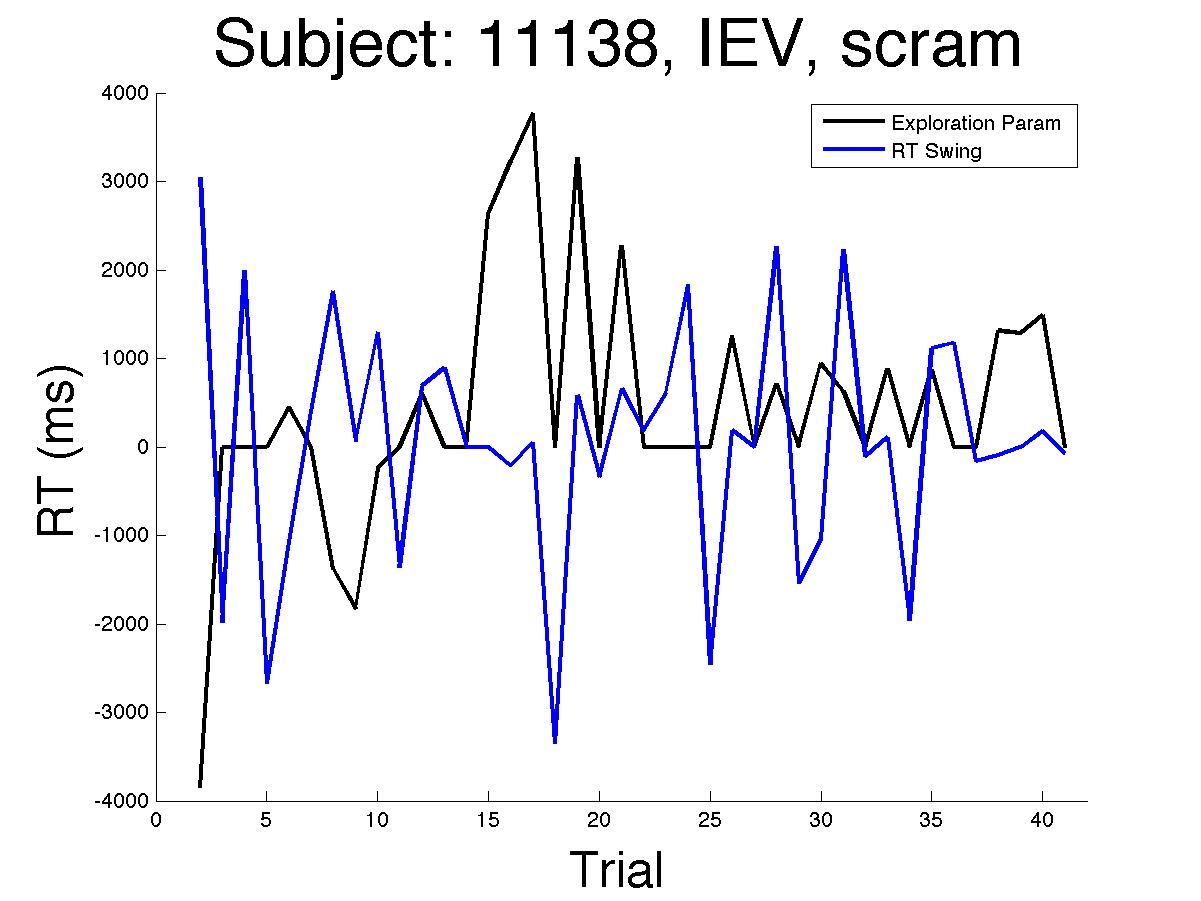 Subject: 11138, IEV, scram
4000
3000
2000
1000
0
-1000
-2000
-3000
-4000
RT (ms)
Exploration Param
RT Swing
0 5 10 15 20 25 30 35 40
Trial